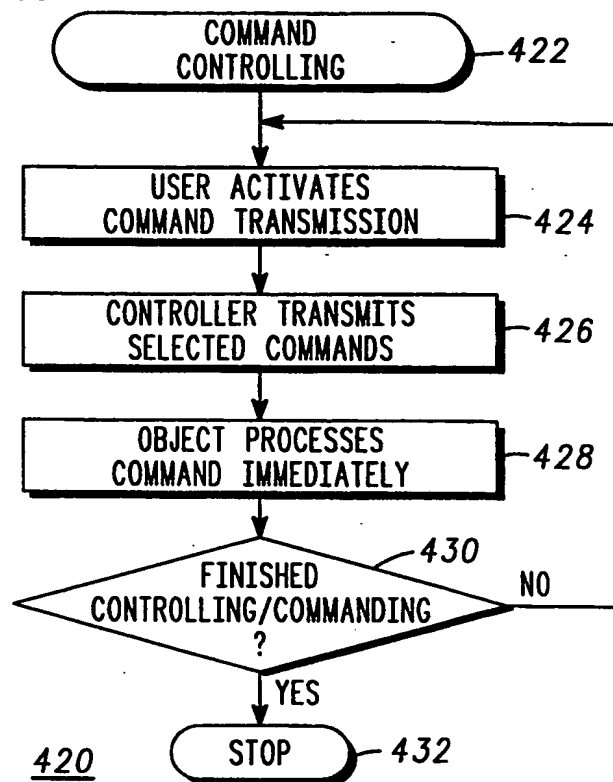 COMMAND
CONTROLLING
422
USER ACTIVATES
COMMAND TRANSMISSION
424
CONTROLLER TRANSMITS
SELECTED COMMANDS
426
OBJECT PROCESSES
COMMAND IMMEDIATELY
428
430
FINISHED
CONTROLLING/COMMANDING
?
NO
YES
STOP
432
420